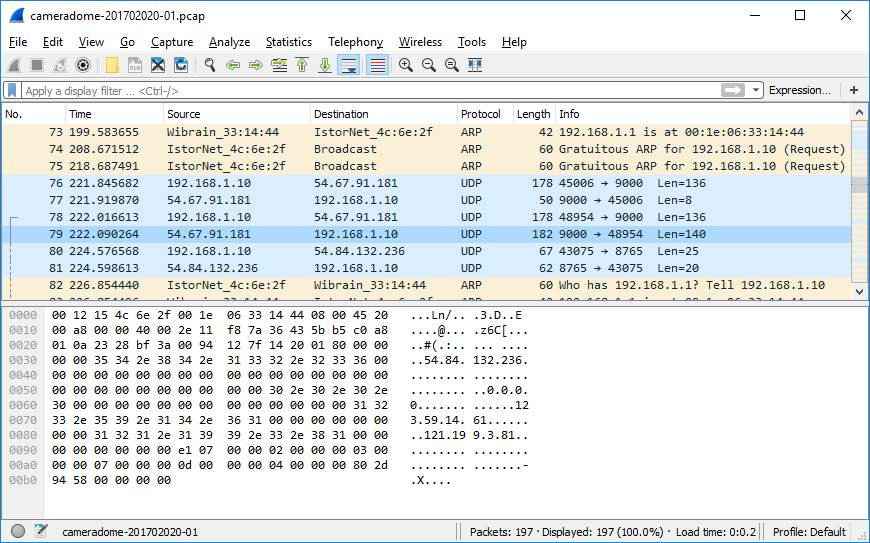 cameradome-201702020-01.pcap
File Edit View Go Capture Analyze Statistics Telephony Wireless Tools Help
Apply a display filter ... <Ctrl-/> Expression... +
No. Time Source Destination Protocol Length Info
73 199.583655 Wibrain_33:14:44 IstorNet_4c:6e:2f ARP 42 192.168.1.1 is at 00:1e:06:33:14:44
74 208.671512 IstorNet_4c:6e:2f Broadcast ARP 60 Gratuitous ARP for 192.168.1.10 (Request)
75 218.687491 IstorNet_4c:6e:2f Broadcast ARP 60 Gratuitous ARP for 192.168.1.10 (Request)
76 221.845682 192.168.1.10 54.67.91.181 UDP 178 45006 → 9000 Len=136
77 221.919870 54.67.91.181 192.168.1.10 UDP 50 9000 → 45006 Len=8
78 222.016613 192.168.1.10 54.67.91.181 UDP 178 48954 → 9000 Len=136
79 222.090264 54.67.91.181 192.168.1.10 UDP 182 9000 → 48954 Len=140
80 224.576568 192.168.1.10 54.84.132.236 UDP 67 43075 → 8765 Len=25
81 224.598613 54.84.132.236 192.168.1.10 UDP 62 8765 → 43075 Len=20
82 226.854440 IstorNet_4c:6e:2f Wibrain_33:14:44 ARP 60 Who has 192.168.1.1? Tell 192.168.1.10
0000 00 12 15 4c 6e 2f 00 1e 06 33 14 44 08 00 45 20 ...Ln/.. .3.D..E
0010 00 a8 00 00 40 00 2e 11 f8 7a 36 43 5b b5 c0 a8 ....@... .z6C[...
0020 01 0a 23 28 bf 3a 00 94 12 7f 14 20 01 80 00 00 ..#(.:.. ... ....
0030 00 00 35 34 2e 38 34 2e 31 33 32 2e 32 33 36 00 ..54.84. 132.236.
0040 00 00 00 00 00 00 00 00 00 00 00 00 00 00 00 00 ........ ........
0050 00 00 00 00 00 00 00 00 00 00 30 2e 30 2e 30 2e ........ ..0.0.0.
0060 30 00 00 00 00 00 00 00 00 00 00 00 00 00 31 32 0....... ......12
0070 33 2e 35 39 2e 31 34 2e 36 31 00 00 00 00 00 00 3.59.14. 61......
0080 00 00 31 32 31 2e 31 39 39 2e 33 2e 38 31 00 00 ..121.19 9.3.81..
0090 00 00 00 00 00 00 e1 07 00 00 02 00 00 00 03 00 ........ ........
00a0 00 00 07 00 00 00 0d 00 00 00 04 00 00 00 80 2d ........ .......-
00b0 94 58 00 00 00 00 .X....
cameradome-201702020-01 Packets: 197 · Displayed: 197 (100.0%) · Load time: 0:0.2 Profile: Default